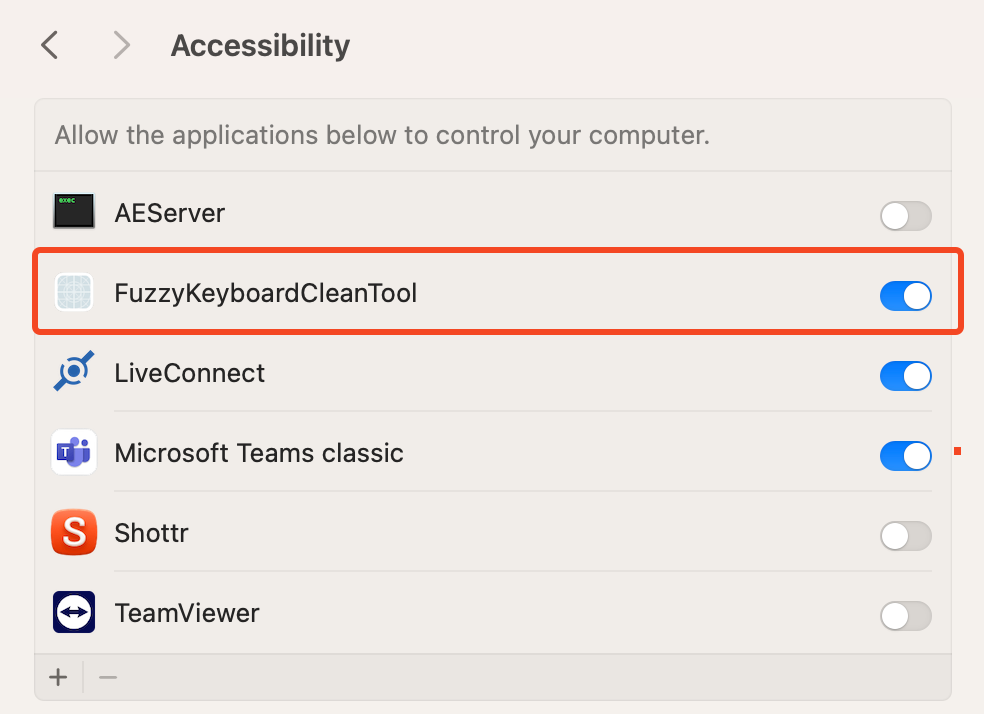 Accessibility
Allow the applications below to control your computer.
exec
AEServer
FuzzyKeyboardCleanTool
LiveConnect
T
Microsoft Teams classic
S
Shottr
TeamViewer